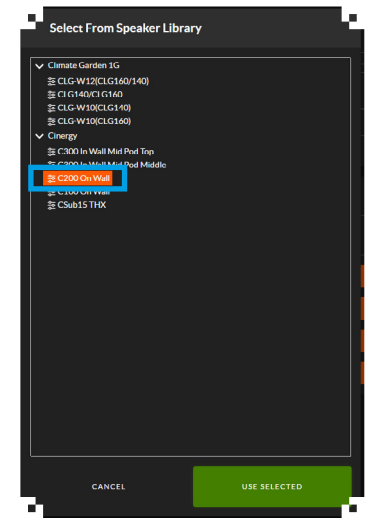 Select From Speaker Library
Climate Garden 1G
CLG-W12(CLG160/140)
CLG140/CLG160
CLG-W10(CLG140)
CLG-W10(CLG160)
Cinergy
C300 In Wall Mid Pod Top
C300 In Wall Mid Pod Middle
C200 On Wall
C100 On Wall
CSub15 THX
CANCEL
USE SELECTED